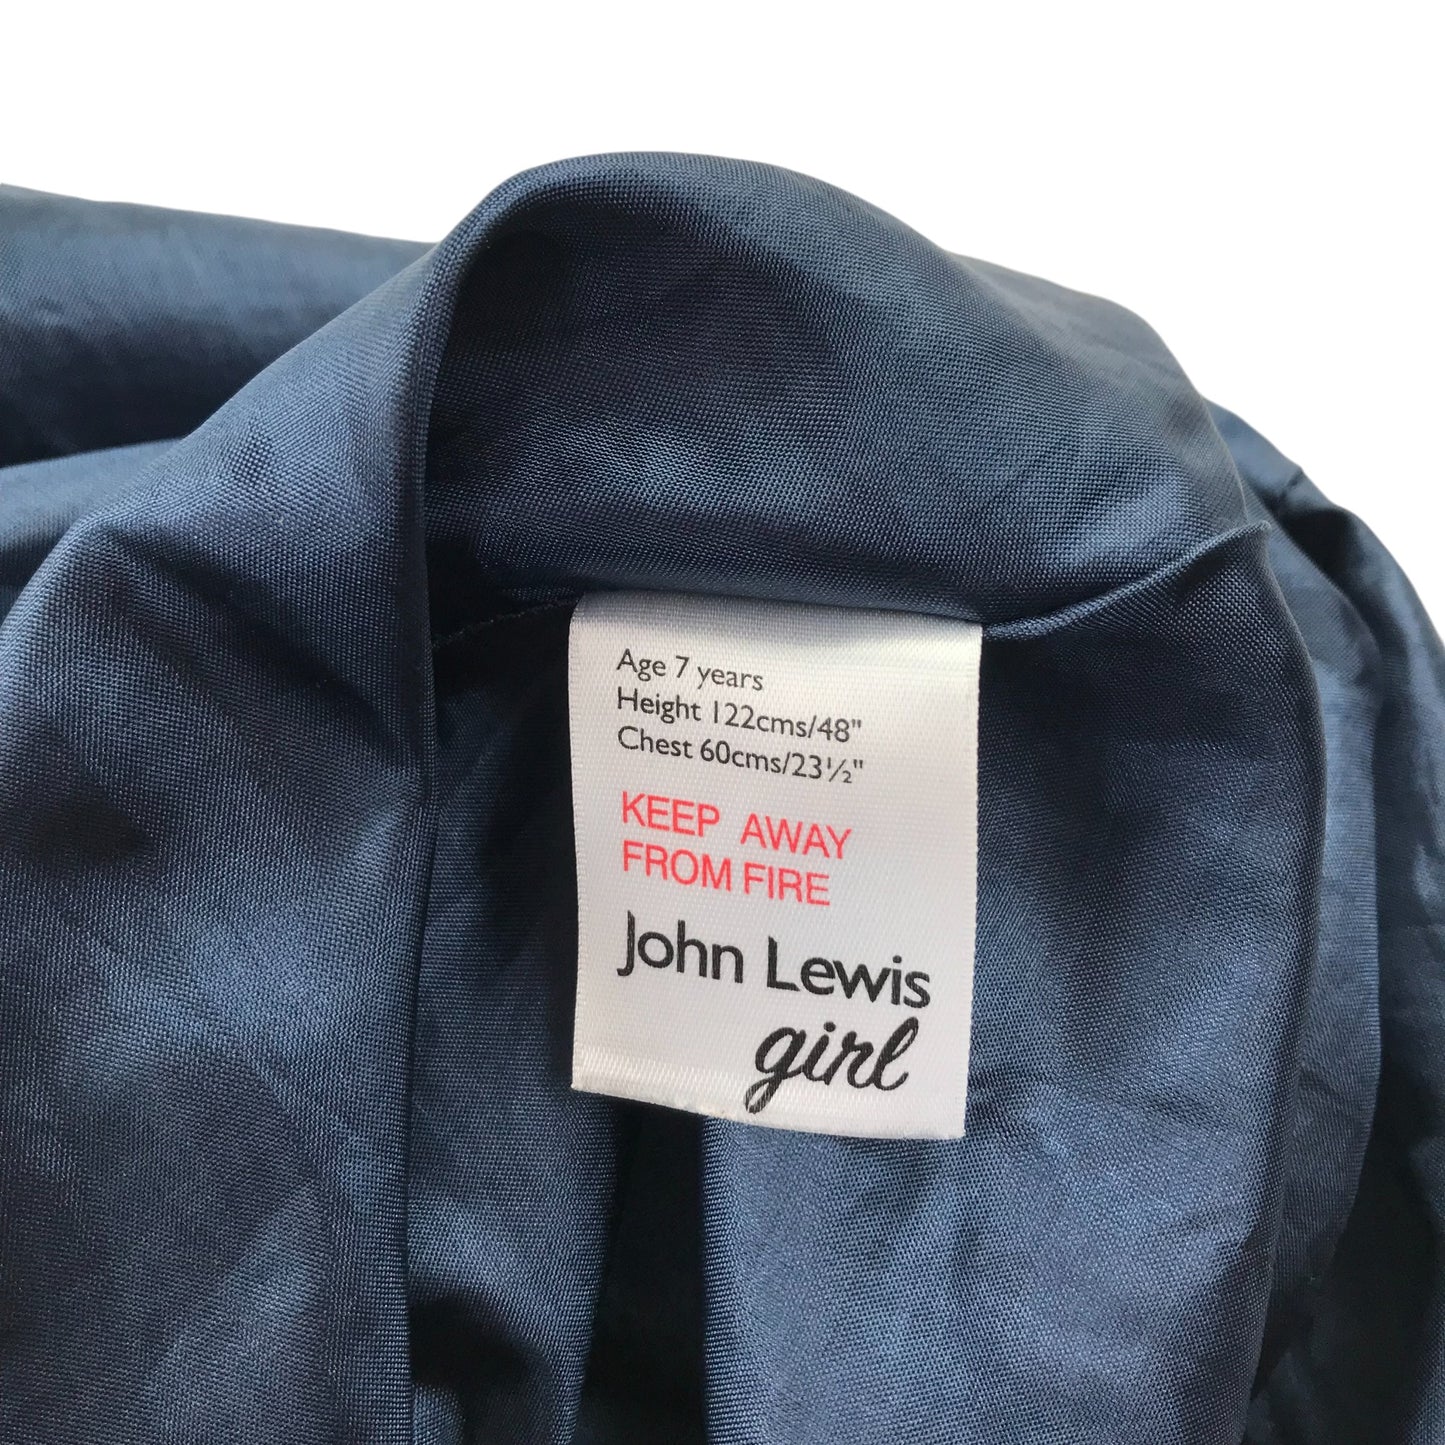 Age 7 years
Height 122cms/48"
Chest 60cms/23½"
KEEP AWAY
FROM FIRE
John Lewis
girl